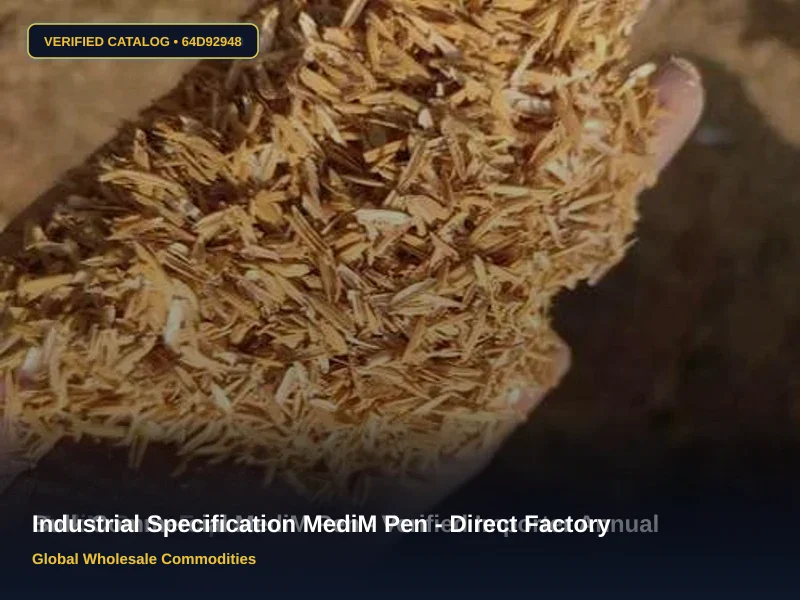 VERIFIED CATALOG • 64D92948
Industrial Specification MediM Pen - Direct Factory
Global Wholesale Commodities